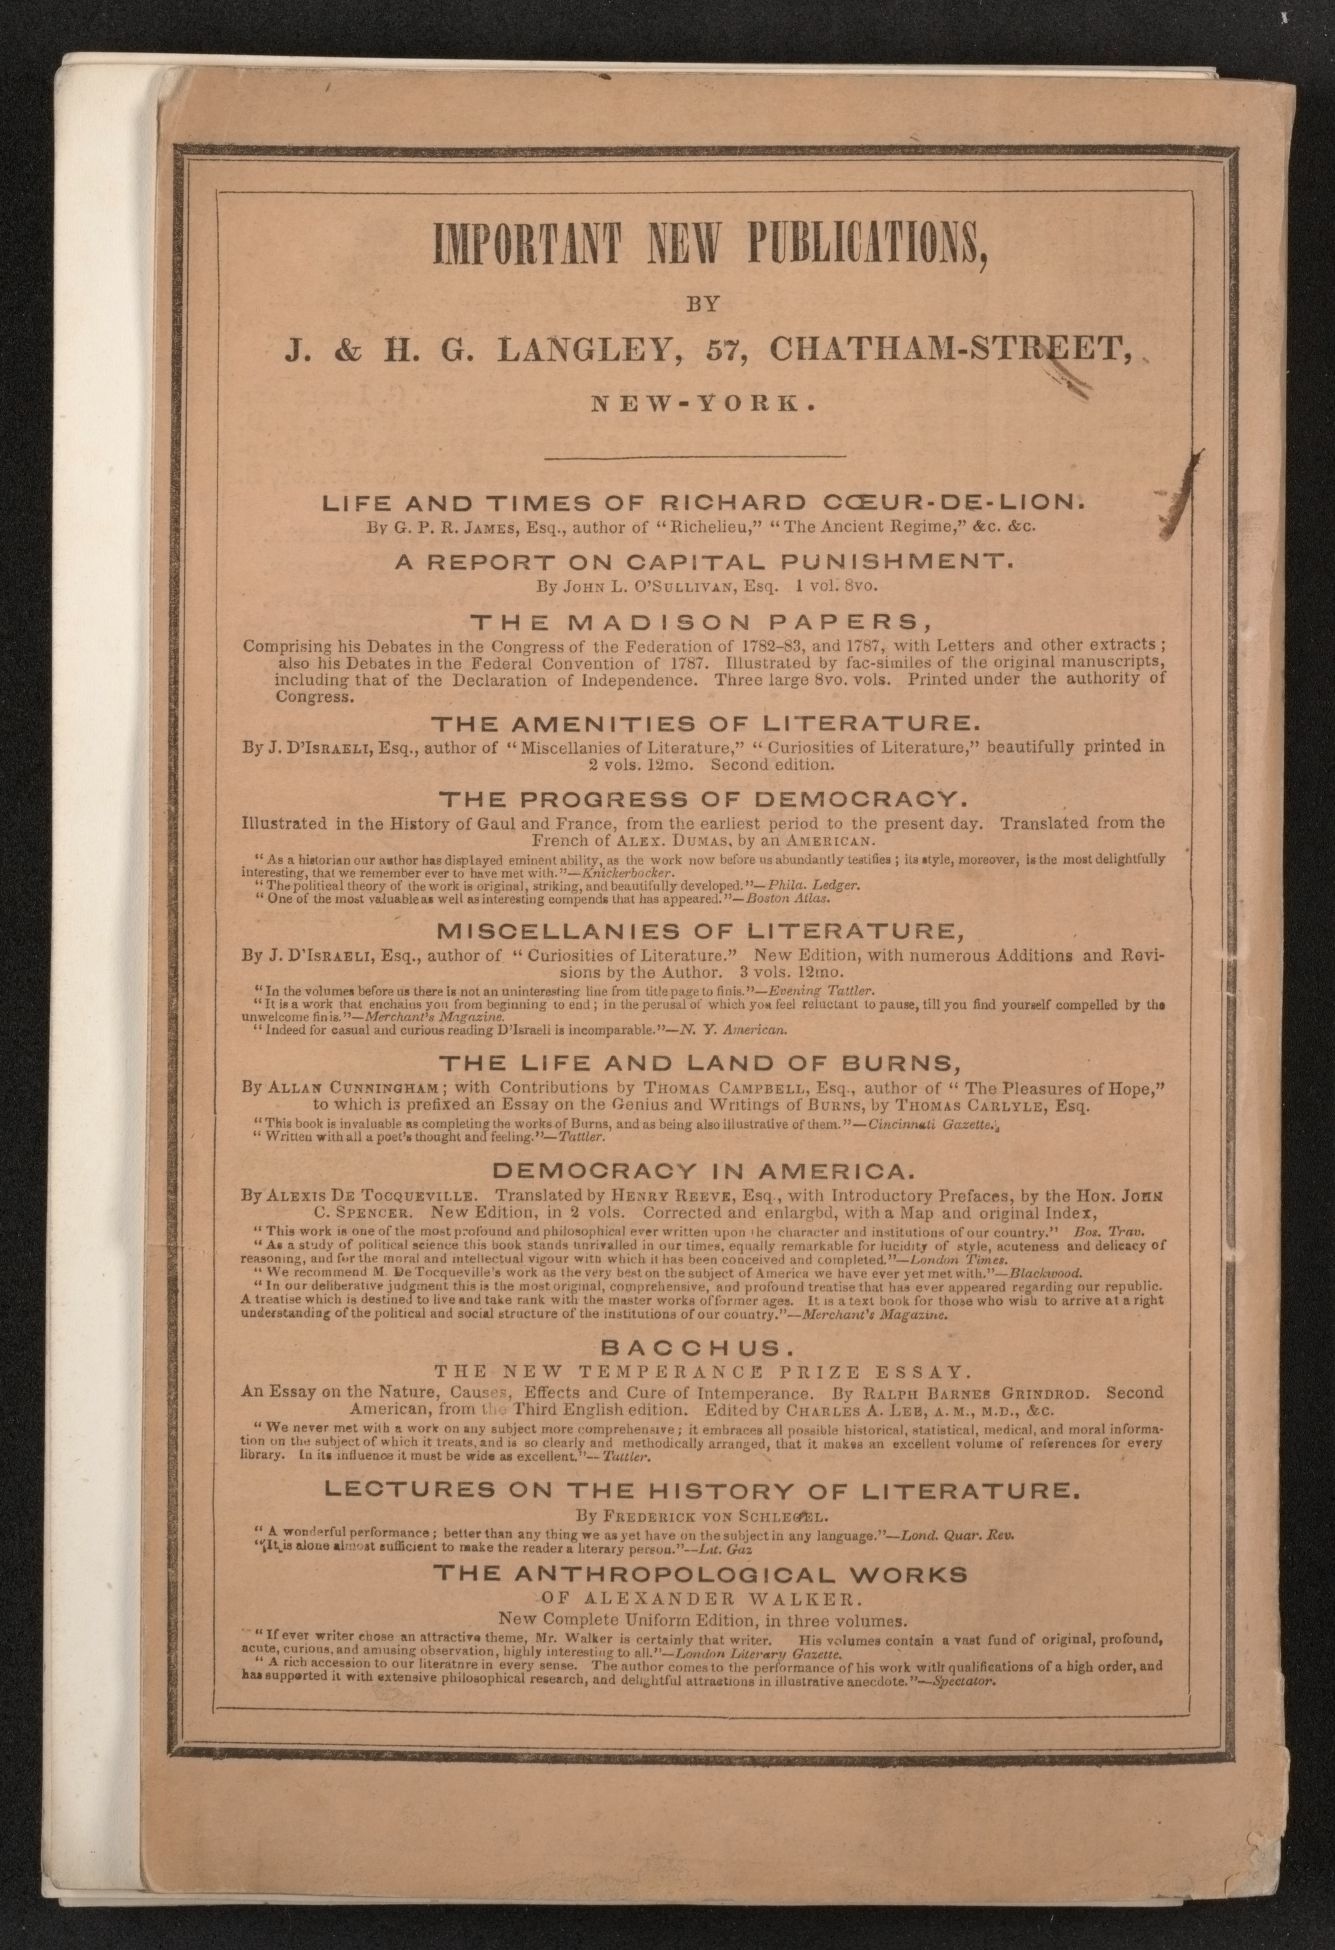 IMPORTANT NEW PUBLICATIONS,
BY
J. & H. G. LANGLEY, 57, CHATHAM-STREET,
NEW-YORK.
LIFE AND TIMES OF RICHARD CŒUR-DE-LION.
By G. P. R. JAMES, Esq., author of “Richelieu,” “The Ancient Regime,” &c. &c.
A REPORT ON CAPITAL PUNISHMENT.
By JOHN L. O’SULLIVAN, Esq. 1 vol. 8vo.
THE MADISON PAPERS,
Comprising his Debates in the Congress of the Federation of 1782–83, and 1787, with Letters and other extracts;
also his Debates in the Federal Convention of 1787. Illustrated by fac-similes of the original manuscripts,
including that of the Declaration of Independence. Three large 8vo. vols. Printed under the authority of
Congress.
THE AMENITIES OF LITERATURE.
By J. D’ISRAELI, Esq., author of “Miscellanies of Literature,” “Curiosities of Literature,” beautifully printed in
2 vols. 12mo. Second edition.
THE PROGRESS OF DEMOCRACY.
Illustrated in the History of Gaul and France, from the earliest period to the present day. Translated from the
French of ALEX. DUMAS, by an AMERICAN.
“As a historian our author has displayed eminent ability, as the work now before us abundantly testifies; its style, moreover, is the most delightfully
interesting, that we remember ever to have met with.”—Knickerbocker.
“The political theory of the work is original, striking, and beautifully developed.”—Phila. Ledger.
“One of the most valuable as well as interesting compends that has appeared.”—Boston Atlas.
MISCELLANIES OF LITERATURE,
By J. D’ISRAELI, Esq., author of “Curiosities of Literature.” New Edition, with numerous Additions and Revi-
sions by the Author. 3 vols. 12mo.
“In the volumes before us there is not an uninteresting line from title page to finis.”—Evening Tattler.
“It is a work that enchains you from beginning to end; in the perusal of which you feel reluctant to pause, till you find yourself compelled by the
unwelcome finis.”—Merchant’s Magazine.
“Indeed for casual and curious reading D’Israeli is incomparable.”—N. Y. American.
THE LIFE AND LAND OF BURNS,
By ALLAN CUNNINGHAM; with Contributions by THOMAS CAMPBELL, Esq., author of “The Pleasures of Hope,”
to which is prefixed an Essay on the Genius and Writings of BURNS, by THOMAS CARLYLE, Esq.
“This book is invaluable as completing the works of Burns, and as being also illustrative of them.”—Cincinnati Gazette.
“Written with all a poet’s thought and feeling.”—Tattler.
DEMOCRACY IN AMERICA.
By ALEXIS DE TOCQUEVILLE. Translated by HENRY REEVE, Esq., with Introductory Prefaces, by the HON. JOHN
C. SPENCER. New Edition, in 2 vols. Corrected and enlargbd, with a Map and original Index,
“This work is one of the most profound and philosophical ever written upon the character and institutions of our country.” Bos. Trav.
“As a study of political science this book stands unrivalled in our times, equally remarkable for lucidity of style, acuteness and delicacy of
reasoning, and for the moral and intellectual vigour with which it has been conceived and completed.”—London Times.
“We recommend M. De Tocqueville’s work as the very best on the subject of America we have ever yet met with.”—Blackwood.
“In our deliberative judgment this is the most original, comprehensive, and profound treatise that has ever appeared regarding our republic.
A treatise which is destined to live and take rank with the master works of former ages. It is a text book for those who wish to arrive at a right
understanding of the political and social structure of the institutions of our country.”—Merchant’s Magazine.
BACCHUS.
THE NEW TEMPERANCE PRIZE ESSAY.
An Essay on the Nature, Causes, Effects and Cure of Intemperance. By RALPH BARNES GRINDROD. Second
American, from the Third English edition. Edited by CHARLES A. LEE, A. M., M.D., &C.
“We never met with a work on any subject more comprehensive; it embraces all possible historical, statistical, medical, and moral informa-
tion on the subject of which it treats, and is so clearly and methodically arranged, that it makes an excellent volume of references for every
library. In its influence it must be wide as excellent.”—Tattler.
LECTURES ON THE HISTORY OF LITERATURE.
By FREDERICK VON SCHLEGEL.
“A wonderful performance; better than any thing we as yet have on the subject in any language.”—Lond. Quar. Rev.
“It is alone almost sufficient to make the reader a literary person.”—Lit. Gaz
THE ANTHROPOLOGICAL WORKS
OF ALEXANDER WALKER.
New Complete Uniform Edition, in three volumes.
“If ever writer chose an attractive theme, Mr. Walker is certainly that writer. His volumes contain a vast fund of original, profound,
acute, curious, and amusing observation, highly interesting to all.”—London Literary Gazette.
“A rich accession to our literatnre in every sense. The author comes to the performance of his work with qualifications of a high order, and
has supported it with extensive philosophical research, and delightful attractions in illustrative anecdote.”—Spectator.